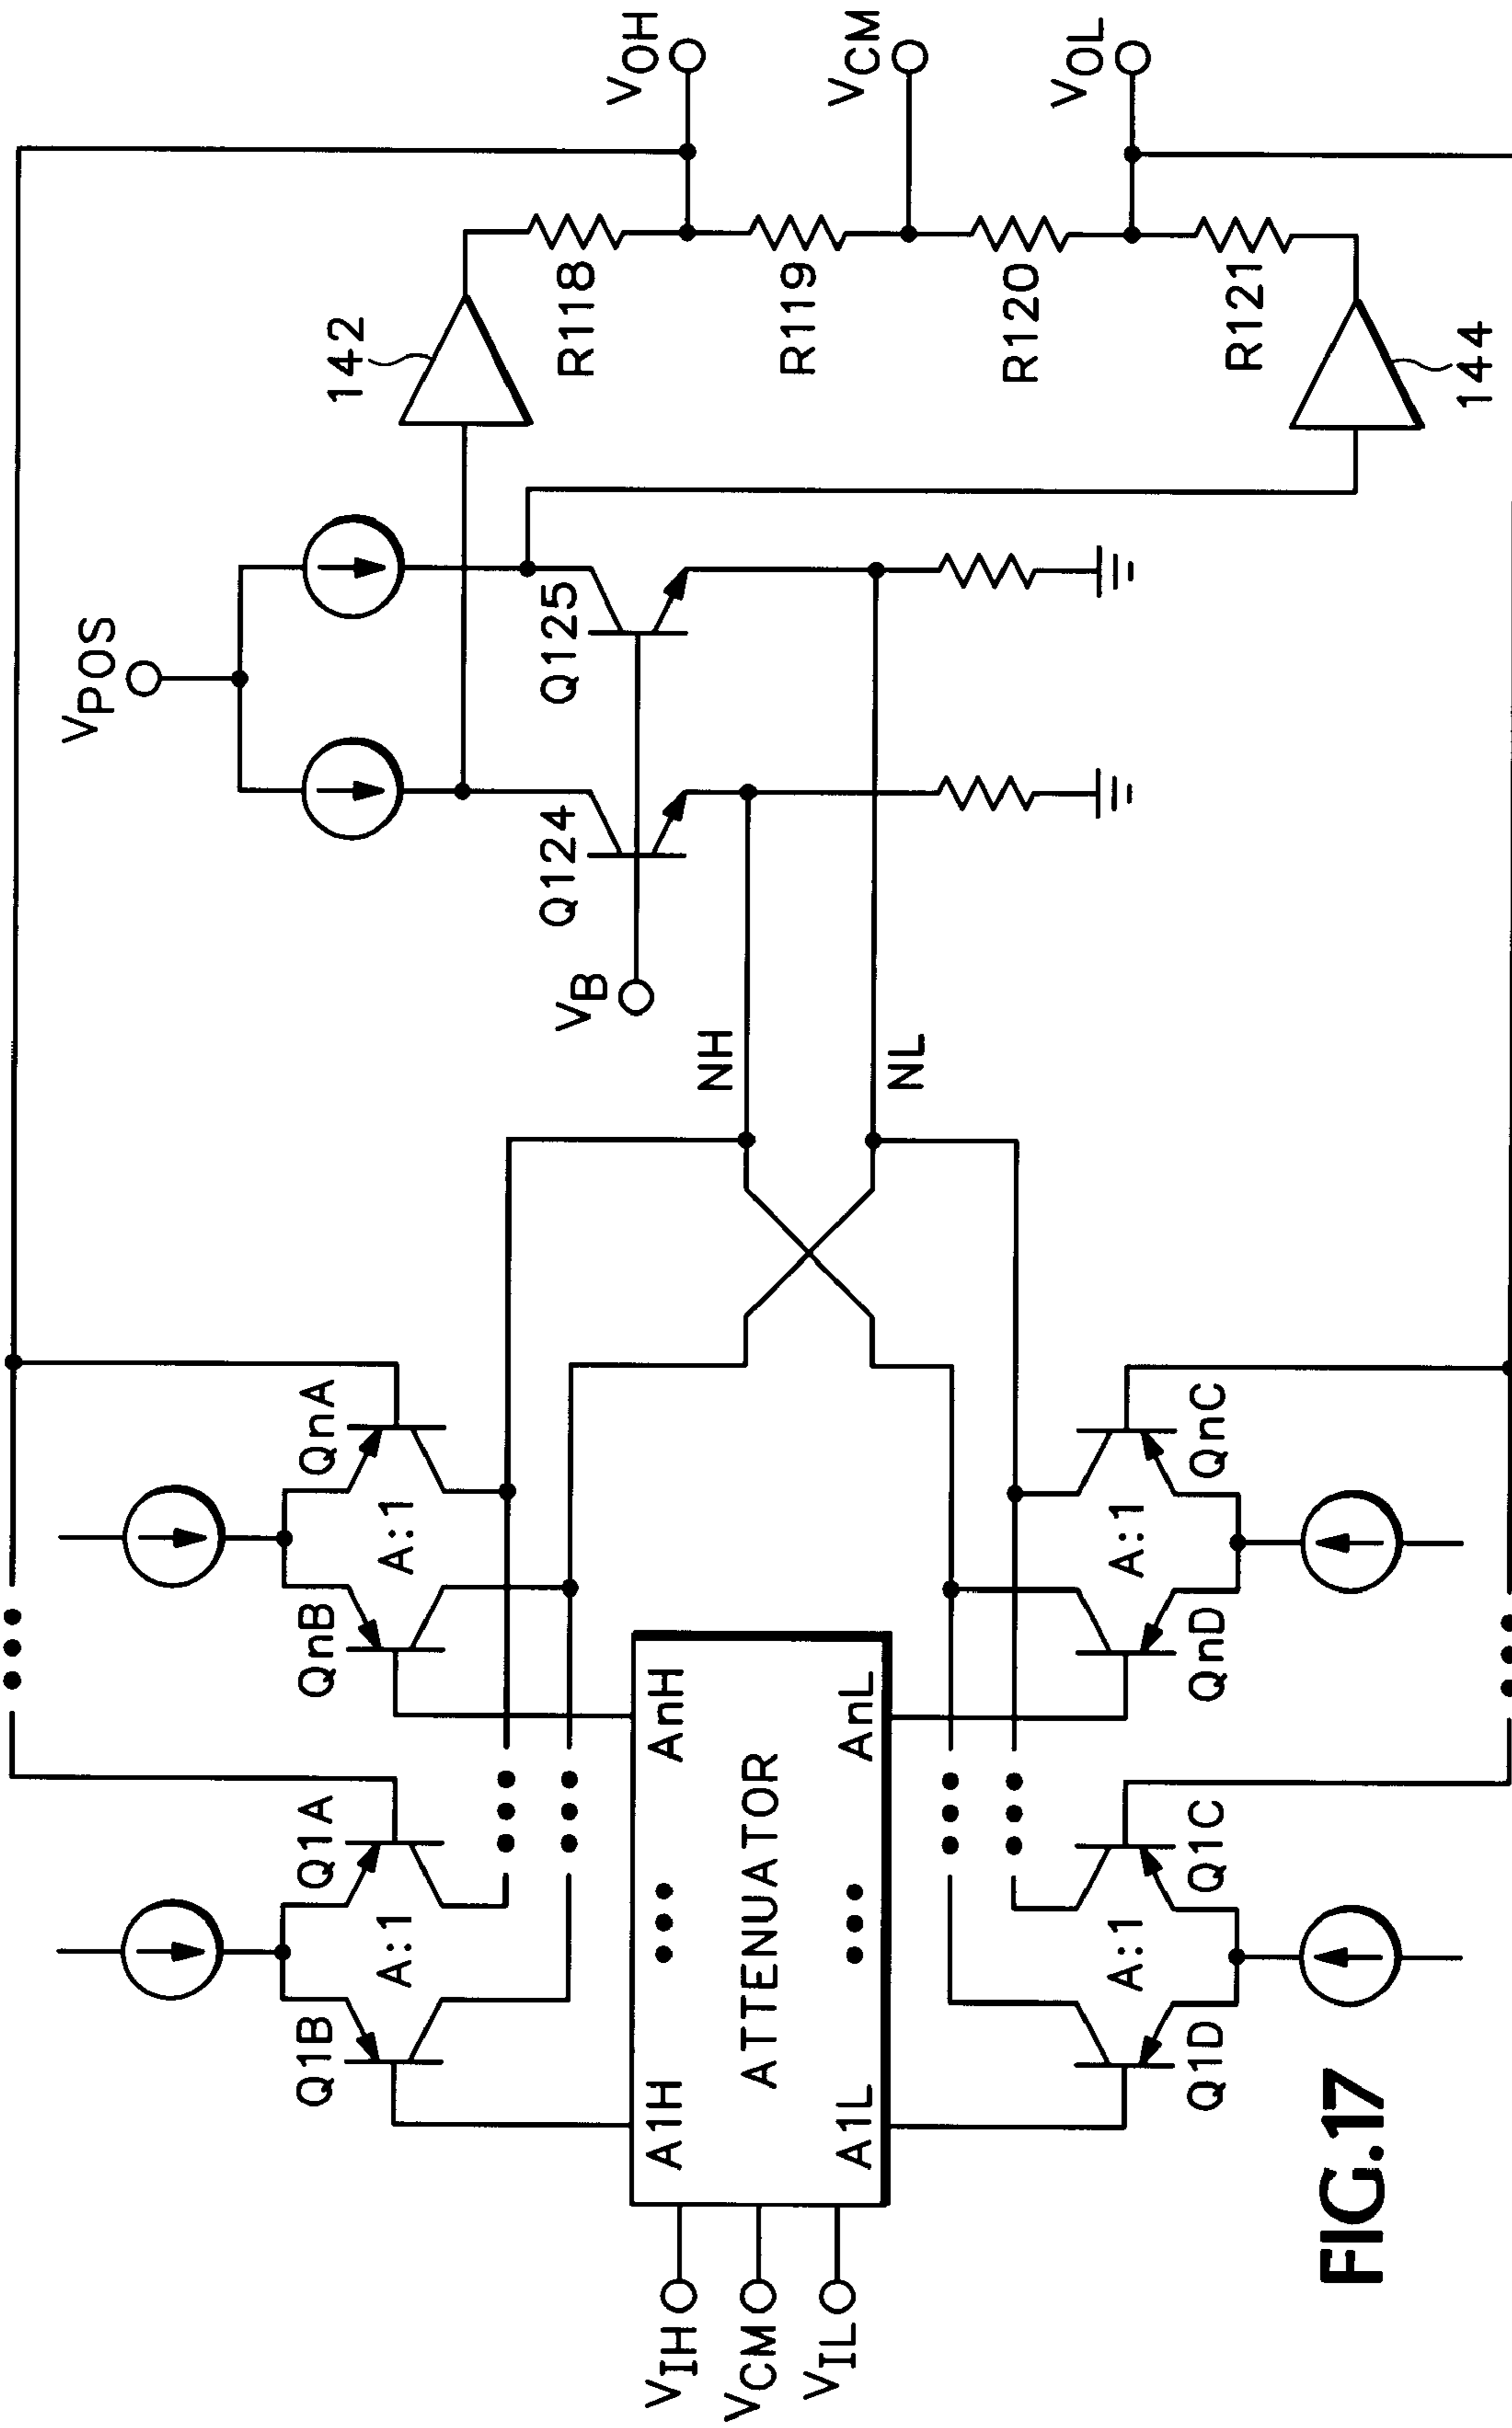 VPOS
VOH
VCM
VOL
142
R118
R119
R120
R121
144
Q125
Q124
VB
NH
NL
QnA
QnB
A:1
Q1A
Q1B
A:1
AnH
A1H
ATTENUATOR
AnL
A1L
VIH
VCM
VIL
QnC
QnD
A:1
Q1C
Q1D
A:1
FIG.17